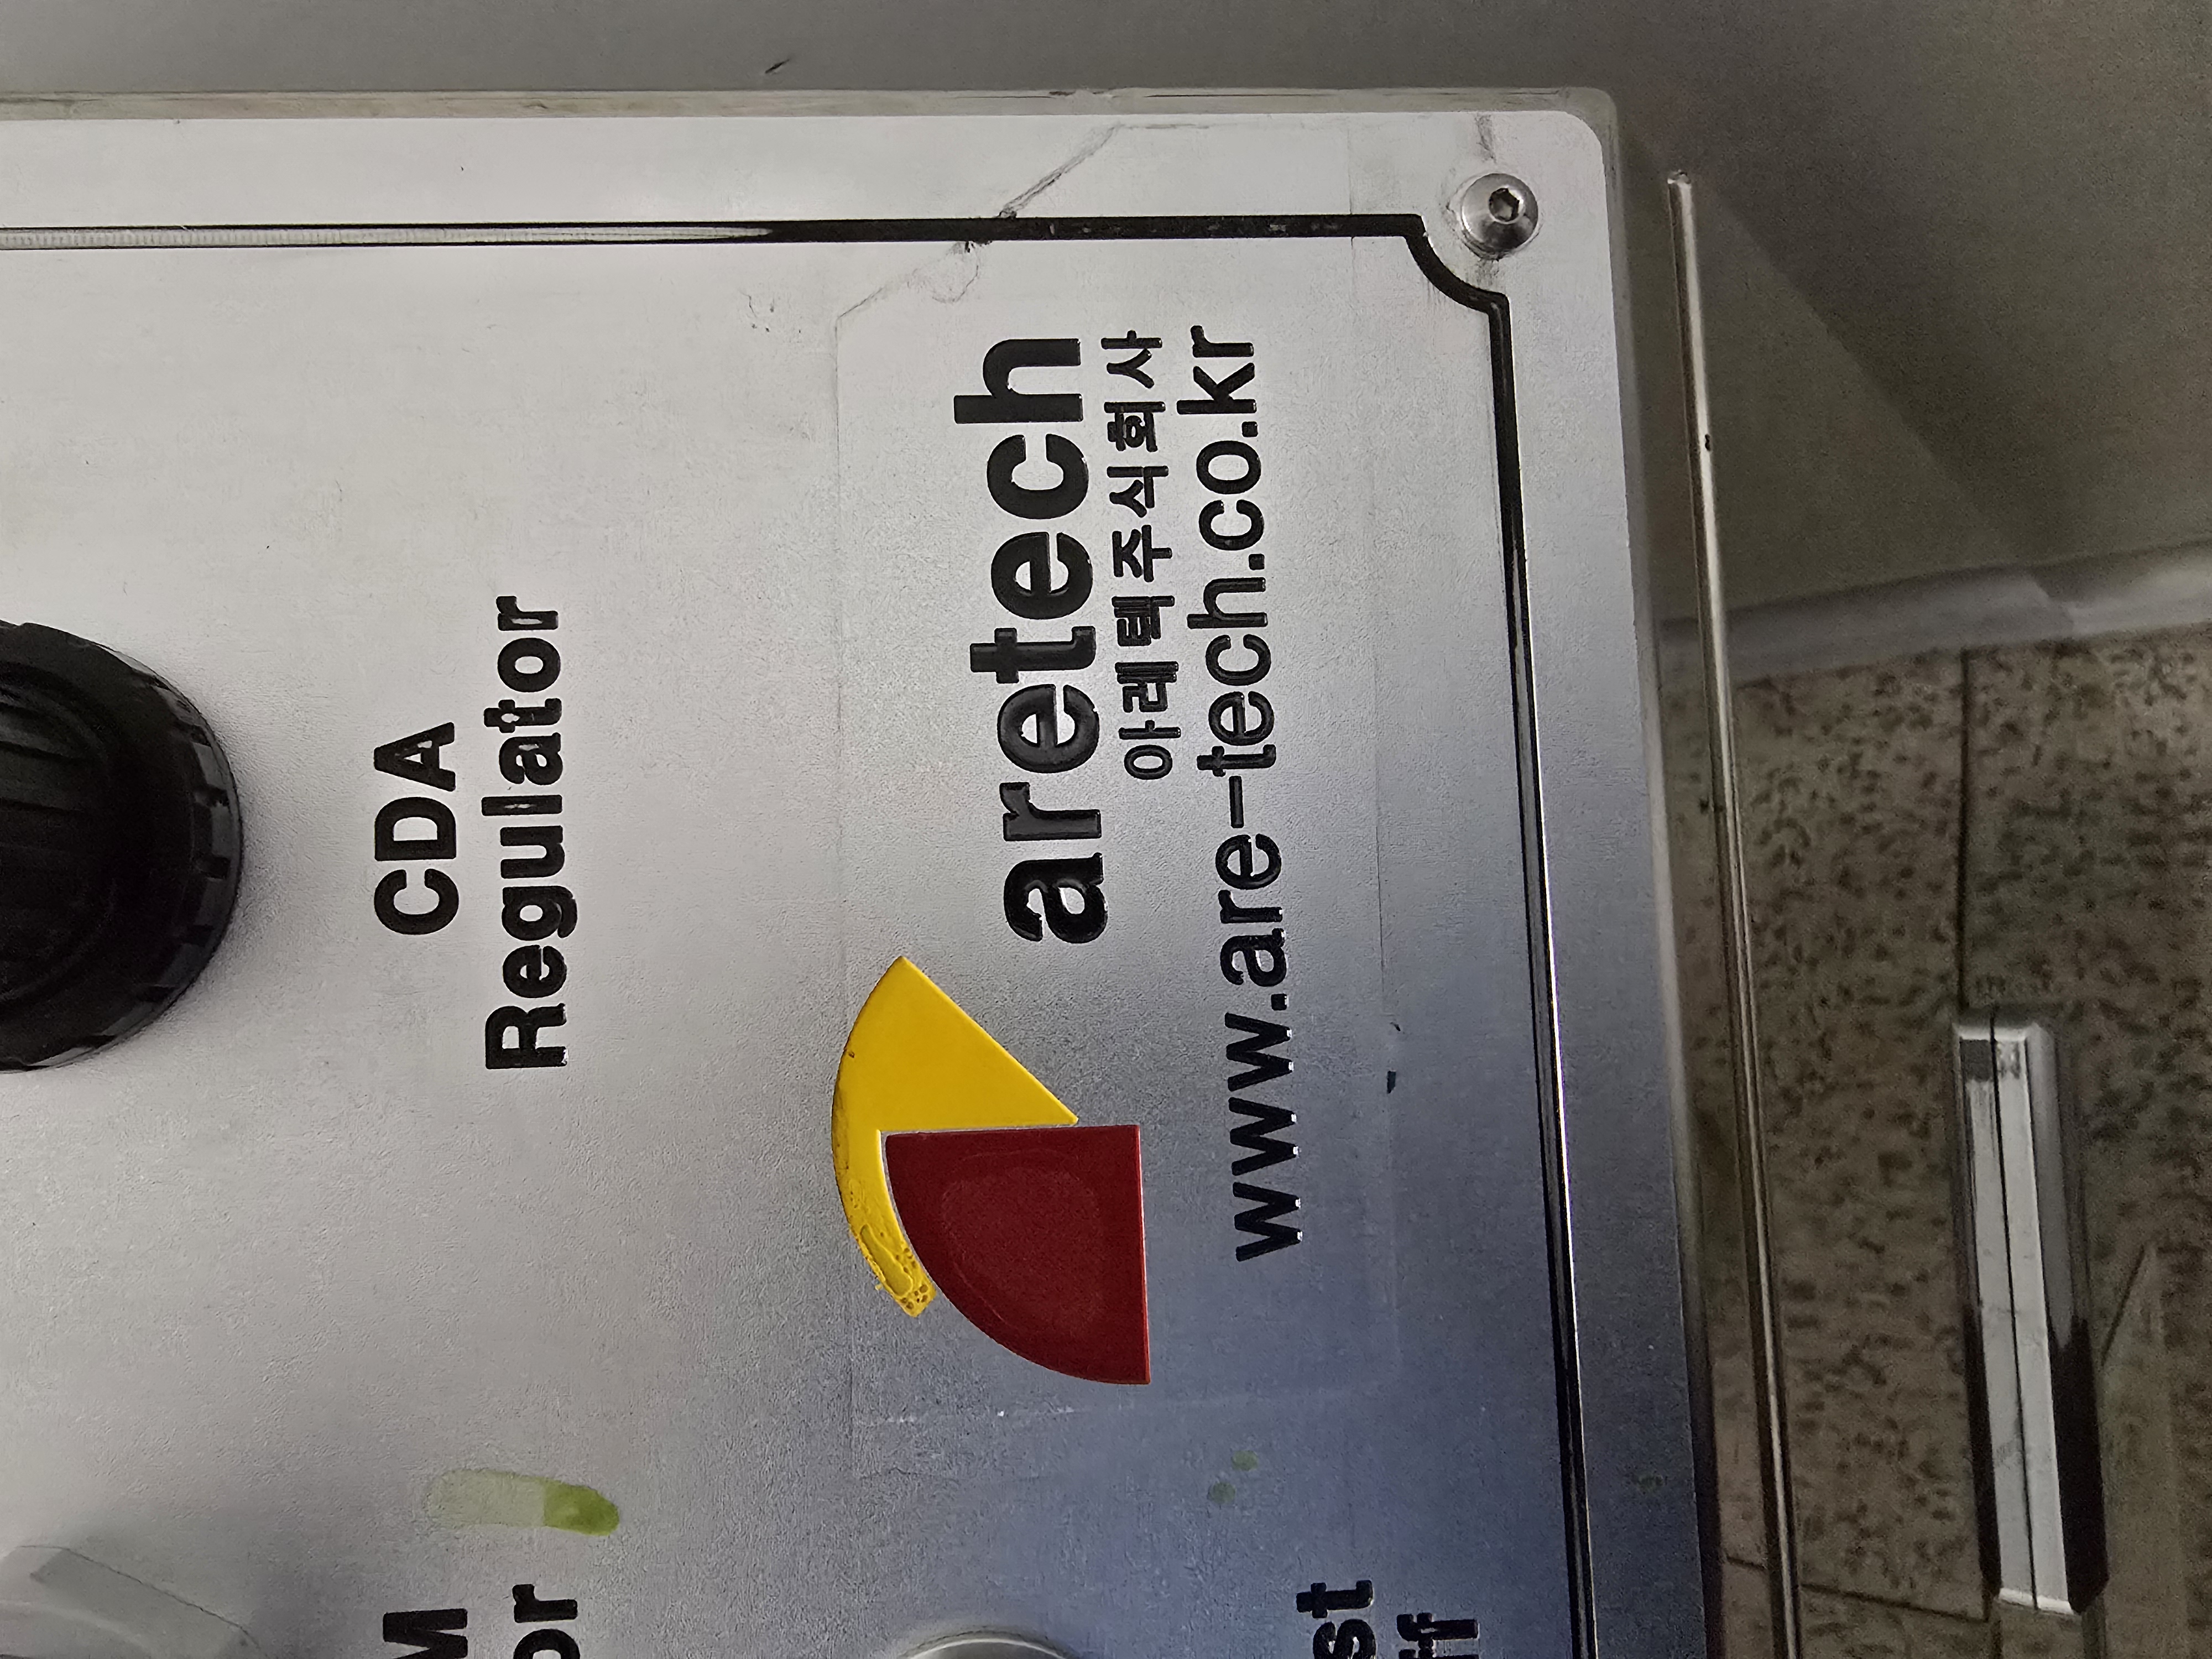 CDA
Regulator
aretech
아레텍주식회사
www.are-tech.co.kr